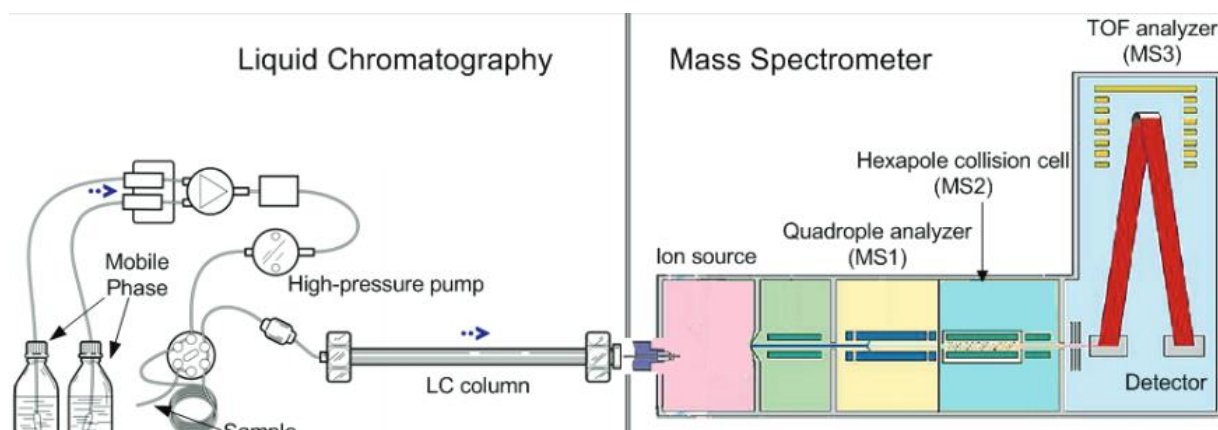 Liquid Chromatography
Mobile
Phase
High-pressure pump
LC column
Sample
Mass Spectrometer
TOF analyzer
(MS3)
Hexapole collision cell
(MS2)
Quadrople analyzer
(MS1)
Ion source
Detector